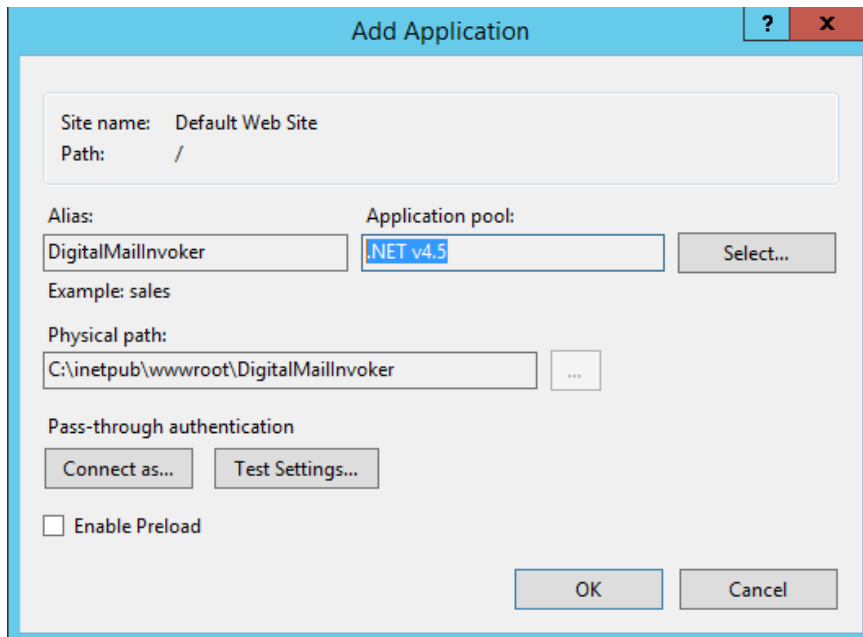 Add Application
?
x
Site name: Default Web Site
Path: /
Alias: Application pool:
DigitalMailInvoker .NET v4.5 Select...
Example: sales
Physical path:
C:\inetpub\wwwroot\DigitalMailInvoker ...
Pass-through authentication
Connect as... Test Settings...
Enable Preload
OK Cancel